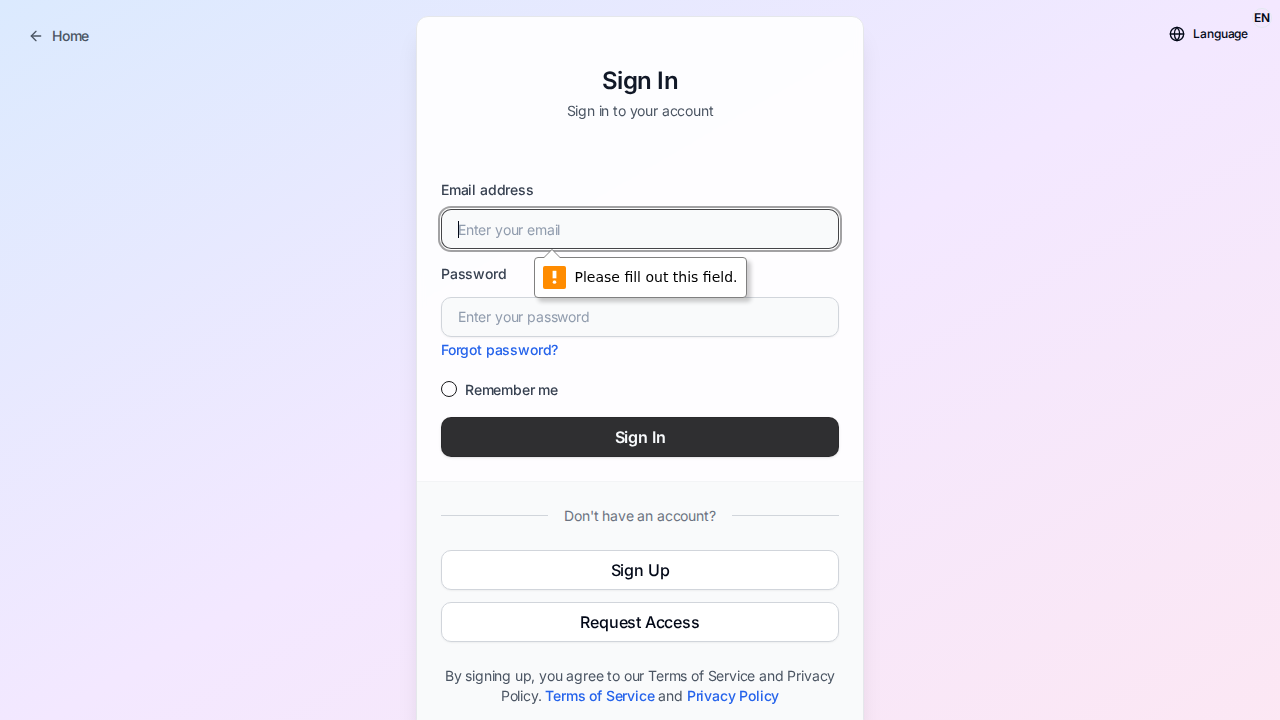 Home
EN
Language
Sign In
Sign in to your account
Email address
Enter your email
Please fill out this field.
Password
Enter your password
Forgot password?
Remember me
Sign In
Don't have an account?
Sign Up
Request Access
By signing up, you agree to our Terms of Service and Privacy
Policy. Terms of Service and Privacy Policy